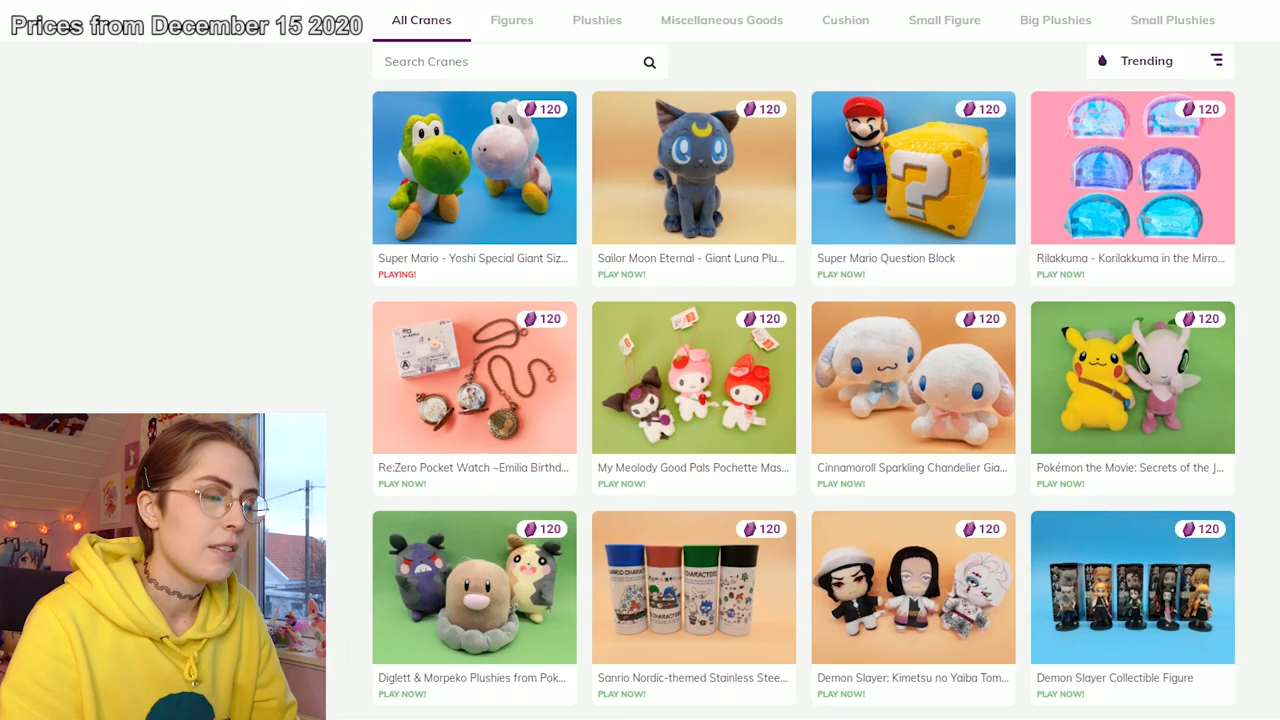 Prices from December 15 2020
All Cranes Figures Plushies Miscellaneous Goods Cushion Small Figure Big Plushies Small Plushies
Search Cranes
Trending
120 120 120 120
Super Mario - Yoshi Special Giant Siz... Sailor Moon Eternal - Giant Luna Plu... Super Mario Question Block Rilakkuma - Korilakkuma in the Mirro...
PLAYING! PLAY NOW! PLAY NOW! PLAY NOW!
120 120 120 120
Re:Zero Pocket Watch ~Emilia Birthd... My Meolody Good Pals Pochette Mas... Cinnamoroll Sparkling Chandelier Gia... Pokémon the Movie: Secrets of the J...
PLAY NOW! PLAY NOW! PLAY NOW! PLAY NOW!
120 120 120 120
Diglett & Morpeko Plushies from Pok... Sanrio Nordic-themed Stainless Stee... Demon Slayer: Kimetsu no Yaiba Tom... Demon Slayer Collectible Figure
PLAY NOW! PLAY NOW! PLAY NOW! PLAY NOW!